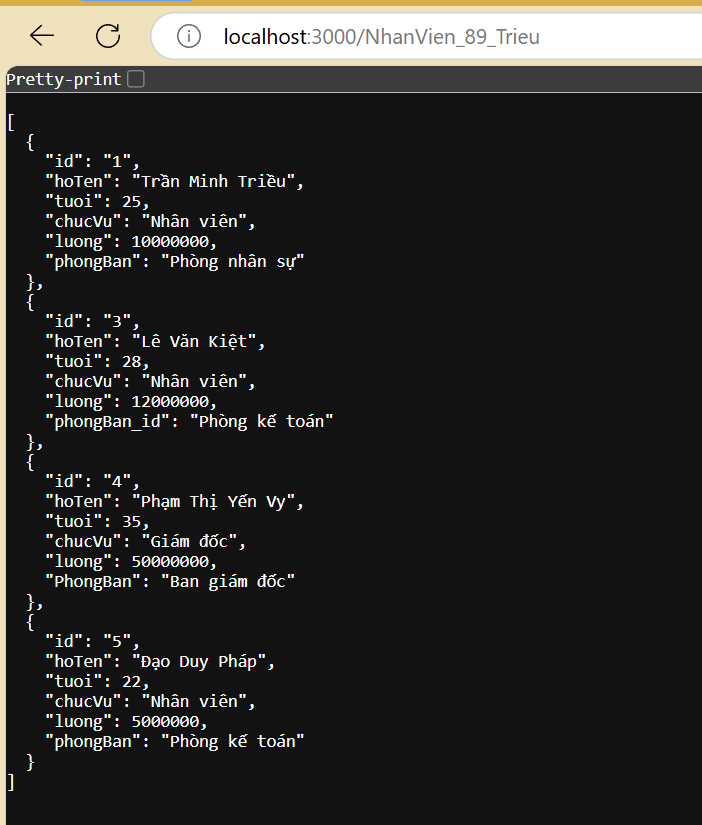 localhost:3000/NhanVien_89_Trieu
Pretty-print
[
  {
    "id": "1",
    "hoTen": "Trần Minh Triều",
    "tuoi": 25,
    "chucVu": "Nhân viên",
    "luong": 10000000,
    "phongBan": "Phòng nhân sự"
  },
  {
    "id": "3",
    "hoTen": "Lê Văn Kiệt",
    "tuoi": 28,
    "chucVu": "Nhân viên",
    "luong": 12000000,
    "phongBan_id": "Phòng kế toán"
  },
  {
    "id": "4",
    "hoTen": "Phạm Thị Yến Vy",
    "tuoi": 35,
    "chucVu": "Giám đốc",
    "luong": 50000000,
    "PhongBan": "Ban giám đốc"
  },
  {
    "id": "5",
    "hoTen": "Đạo Duy Pháp",
    "tuoi": 22,
    "chucVu": "Nhân viên",
    "luong": 5000000,
    "phongBan": "Phòng kế toán"
  }
]